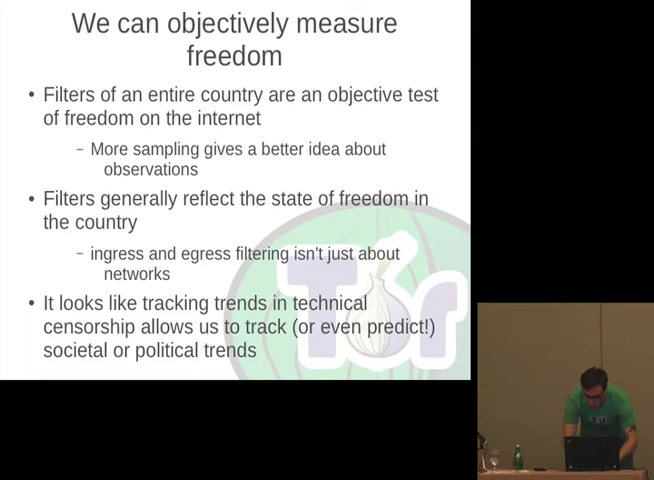 We can objectively measure
freedom
• Filters of an entire country are an objective test
of freedom on the internet
– More sampling gives a better idea about
observations
• Filters generally reflect the state of freedom in
the country
– ingress and egress filtering isn't just about
networks
• It looks like tracking trends in technical
censorship allows us to track (or even predict!)
societal or political trends
Tor